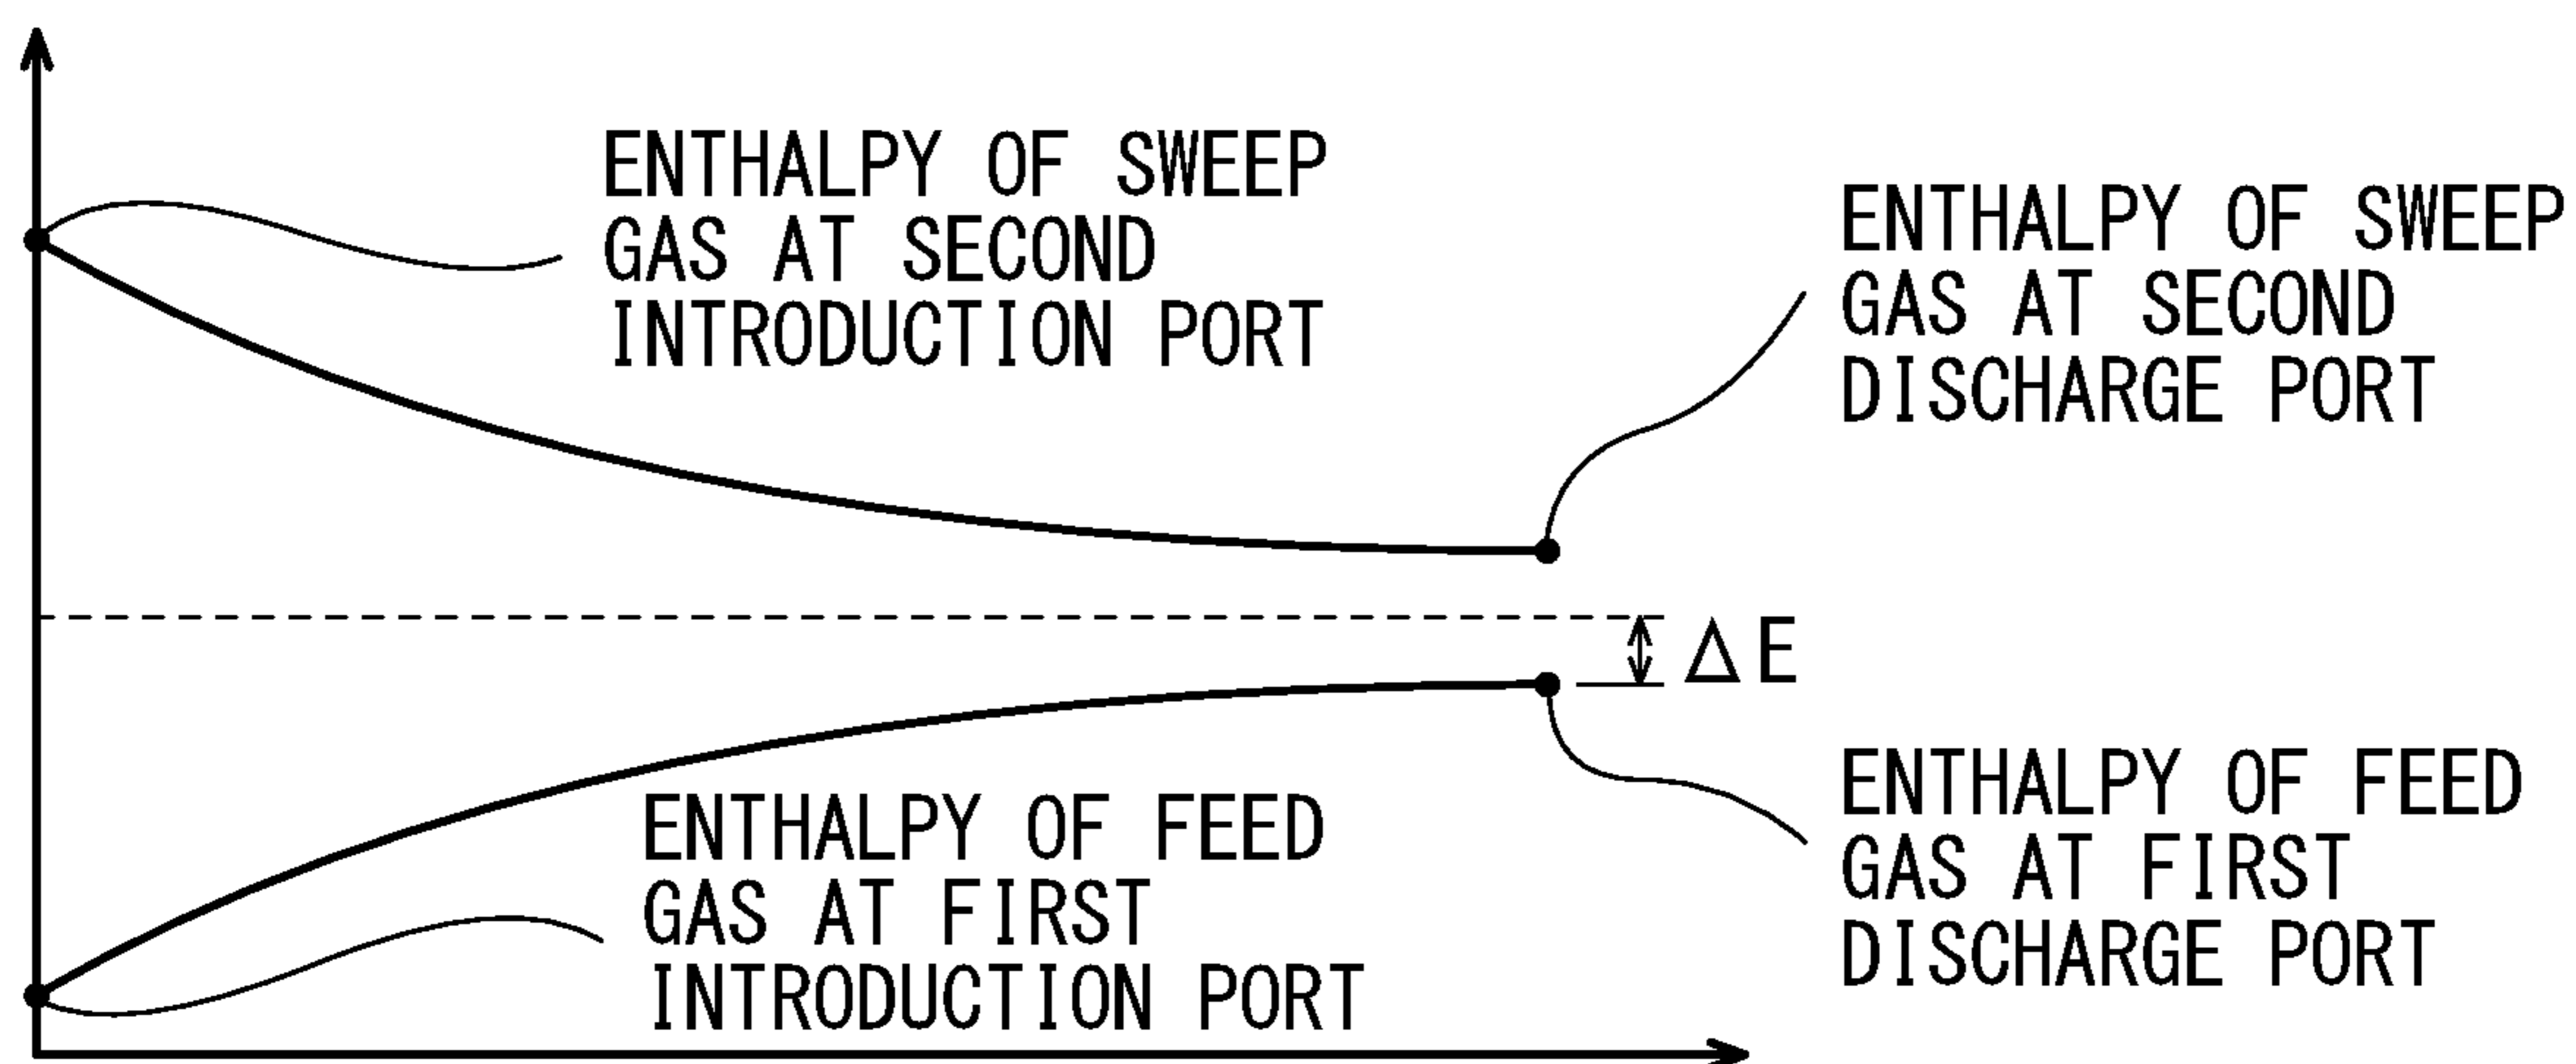 ENTHALPY OF SWEEP
GAS AT SECOND
INTRODUCTION PORT
ENTHALPY OF SWEEP
GAS AT SECOND
DISCHARGE PORT
ΔE
ENTHALPY OF FEED
GAS AT FIRST
INTRODUCTION PORT
ENTHALPY OF FEED
GAS AT FIRST
DISCHARGE PORT